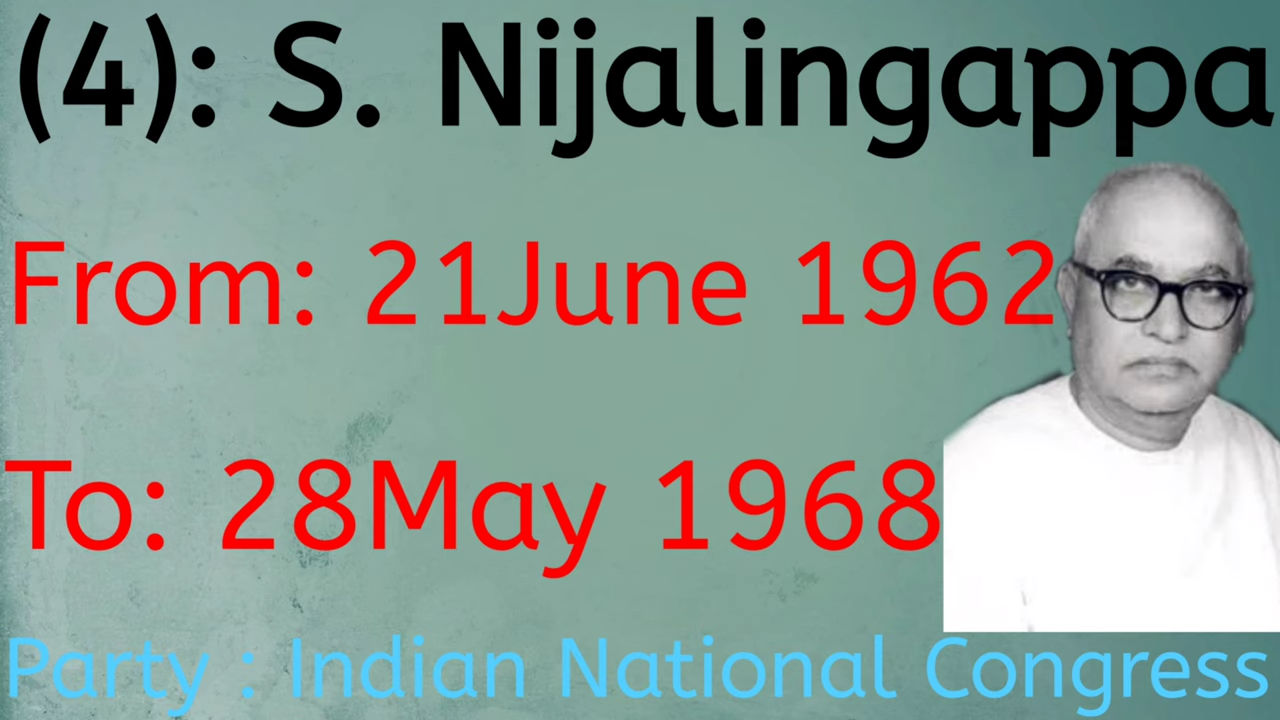 (4): S. Nijalingappa
From: 21June 1962
To: 28May 1968
Party : Indian National Congress